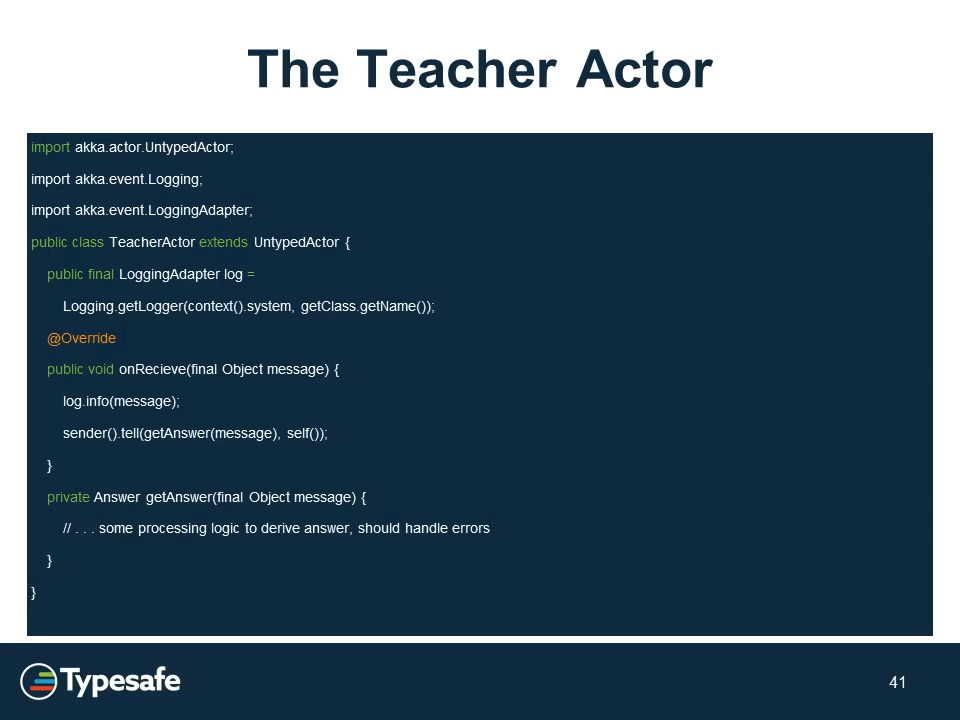 The Teacher Actor
import akka.actor.UntypedActor;
import akka.event.Logging;
import akka.event.LoggingAdapter;
public class TeacherActor extends UntypedActor {
public final LoggingAdapter log =
Logging.getLogger(context().system, getClass.getName());
@Override
public void onRecieve(final Object message) {
log.info(message);
sender().tell(getAnswer(message), self());
}
private Answer getAnswer(final Object message) {
// . . . some processing logic to derive answer, should handle errors
}
}
Typesafe
41